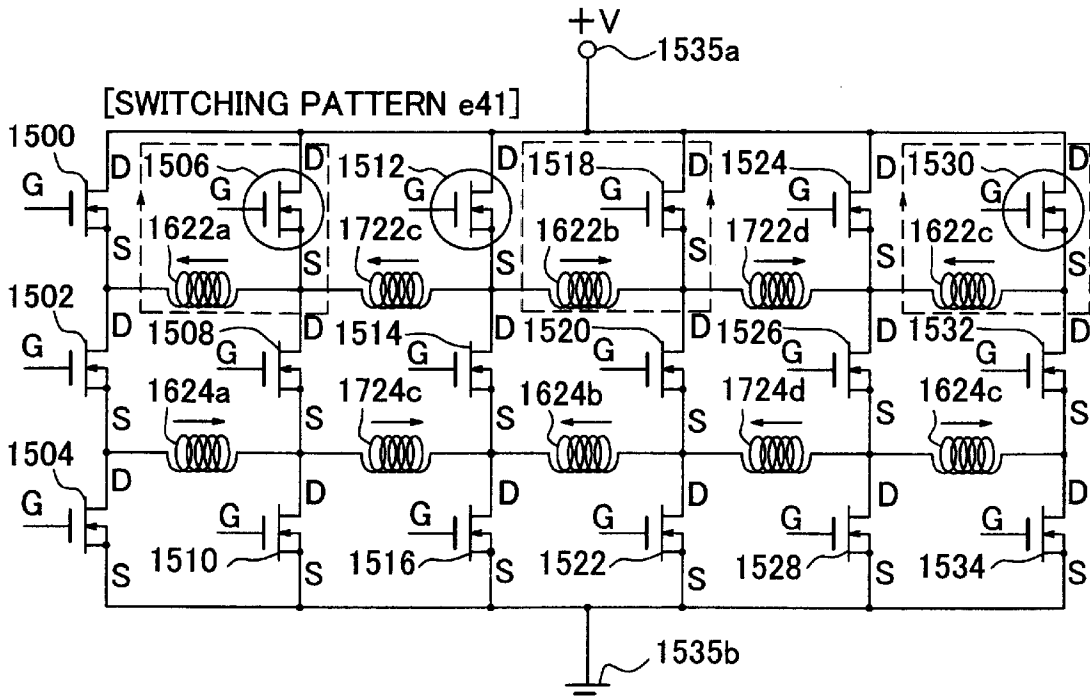 +V
1535a
[SWITCHING PATTERN e41]
1500 1506 1512 1518 1524 1530
D D D D D D
G G G G G G
S S S S S S
1622a 1722c 1622b 1722d 1622c
1502 1508 1514 1520 1526 1532
D D D D D D
G G G G G G
S S S S S S
1624a 1724c 1624b 1724d 1624c
1504
D D D D D D
G G G G G G
S S S S S S
1510 1516 1522 1528 1534
1535b